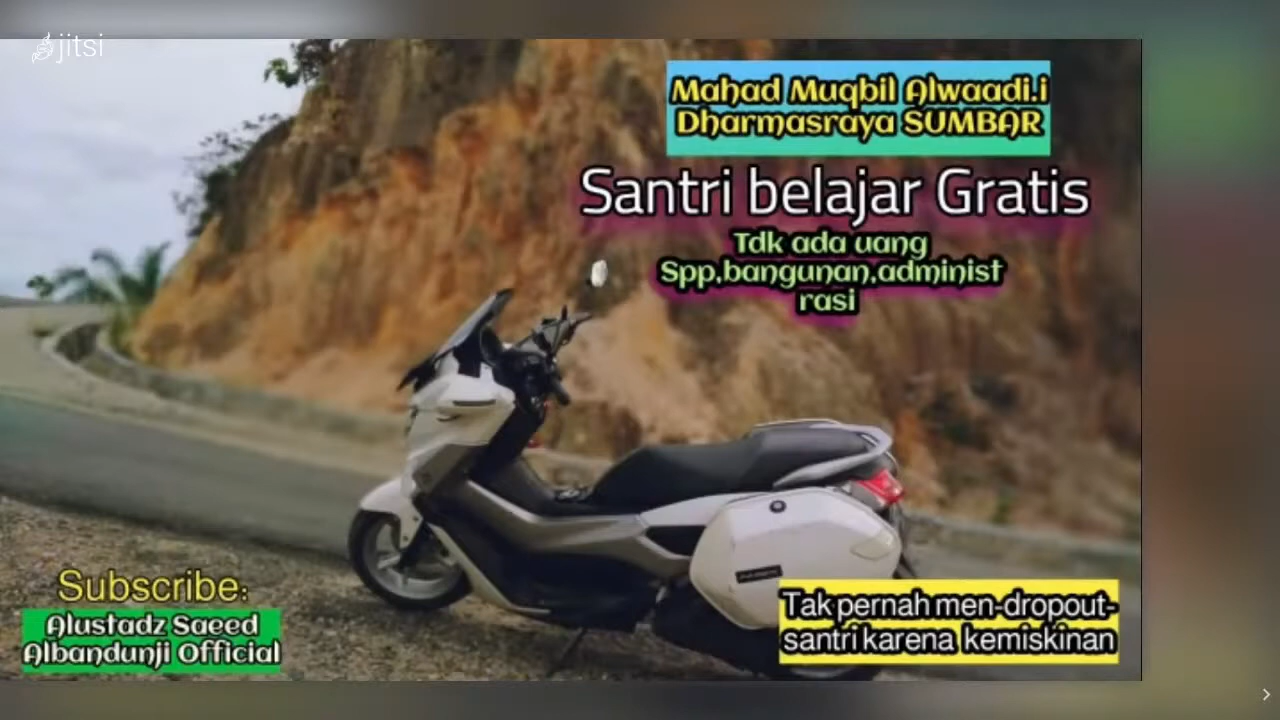 jitsi
Mahad Muqbil Alwaadi.i
Dharmasraya SUMBAR
Santri belajar Gratis
Tdk ada uang
Spp,bangunan,administ
rasi
Subscribe:
Alustadz Saeed
Albandunji Official
Tak pernah men-dropout-
santri karena kemiskinan